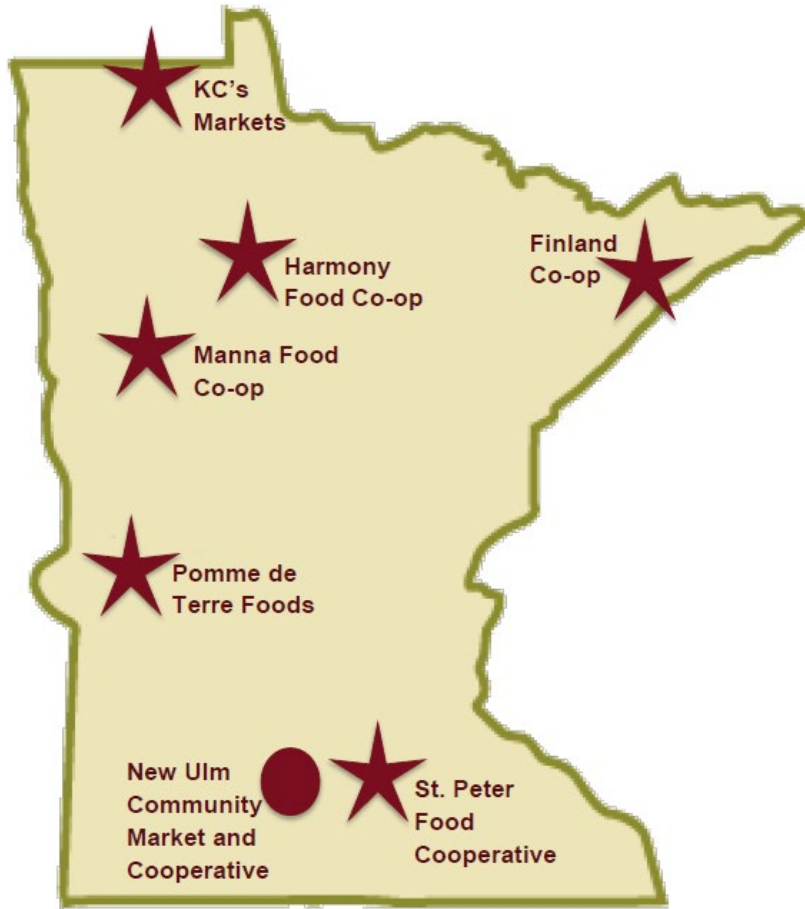 KC's
Markets
Harmony
Food Co-op
Finland
Co-op
Manna Food
Co-op
Pomme de
Terre Foods
New Ulm
Community
Market and
Cooperative
St. Peter
Food
Cooperative